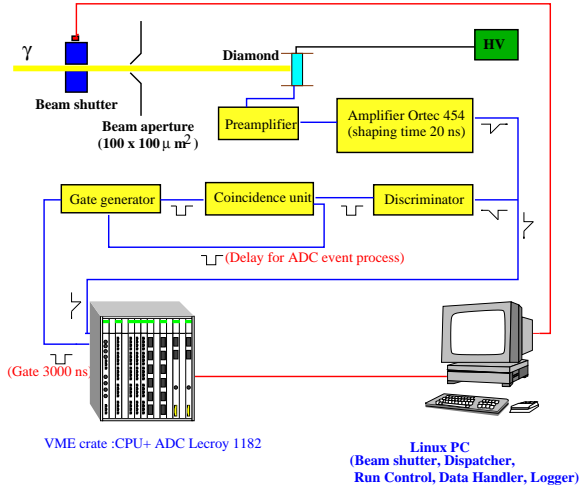 γ
HV
Diamond
Beam shutter
Beam aperture
(100 x 100 μ m²)
Preamplifier
Amplifier Ortec 454
(shaping time 20 ns)
Gate generator
Coincidence unit
Discriminator
(Delay for ADC event process)
(Gate 3000 ns)
VME crate :CPU+ ADC Lecroy 1182
Linux PC
(Beam shutter, Dispatcher,
Run Control, Data Handler, Logger)